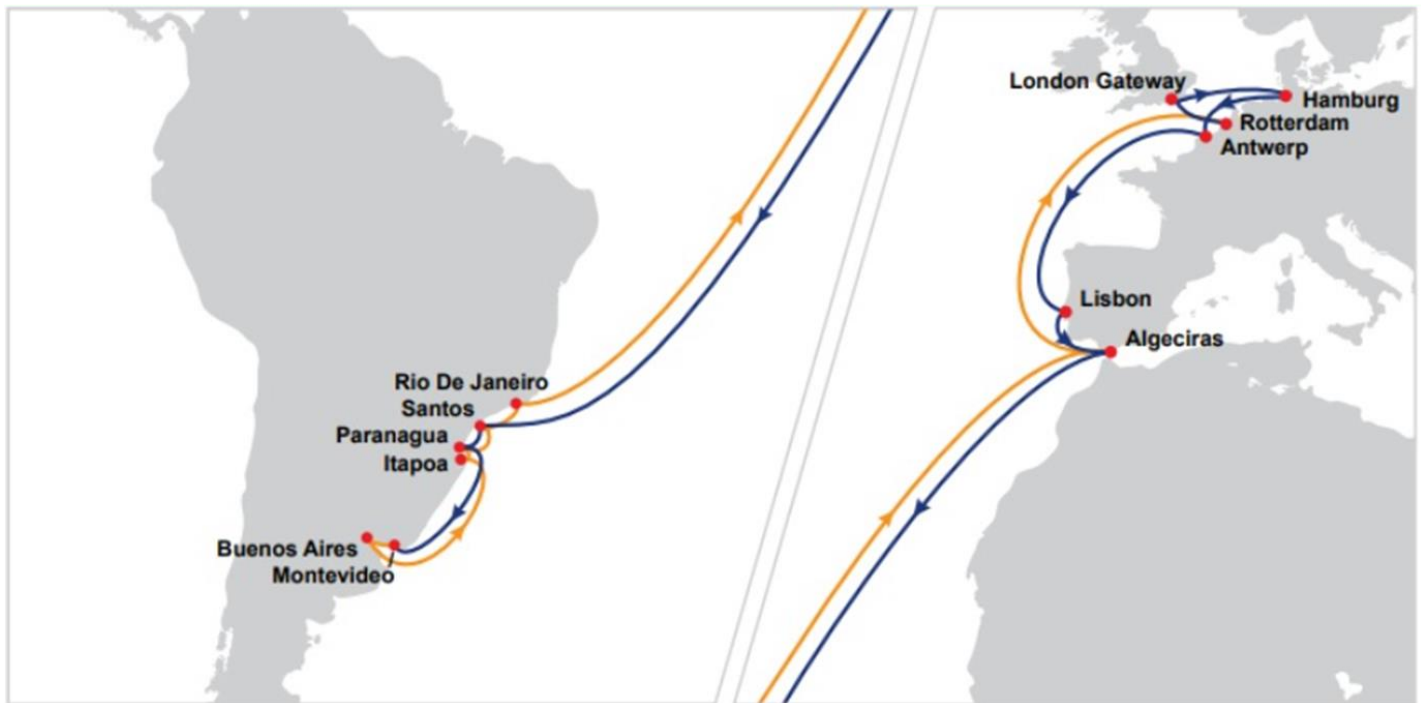 London Gateway
Hamburg
Rotterdam
Antwerp
Lisbon
Algeciras
Rio De Janeiro
Santos
Paranagua
Itapoa
Buenos Aires
Montevideo